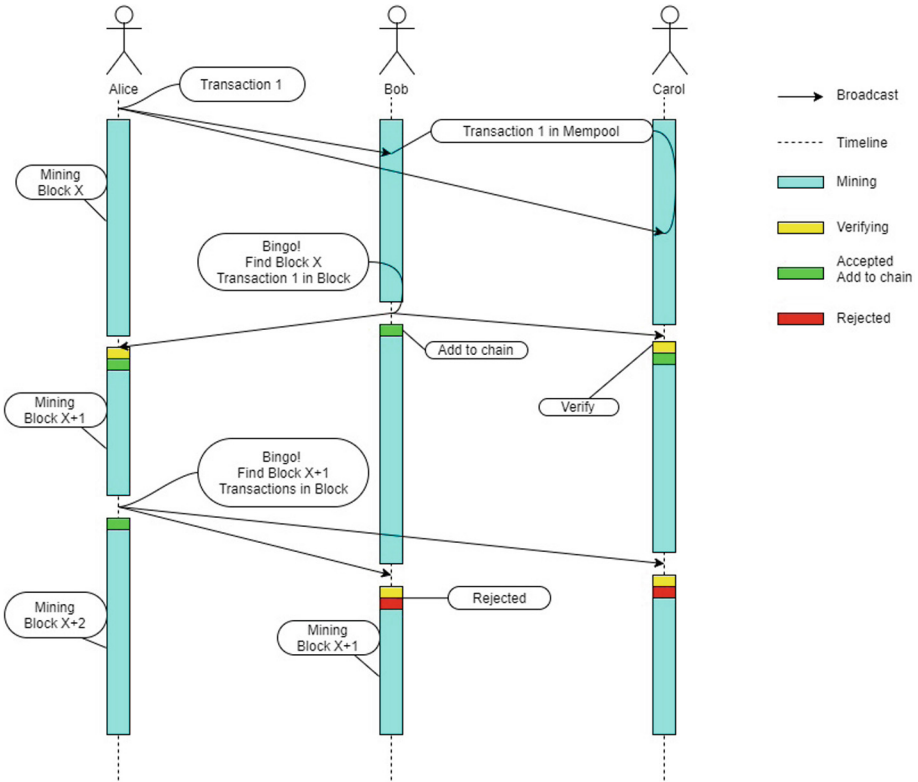 Alice
Bob
Carol
Transaction 1
Transaction 1 in Mempool
Mining
Block X
Bingo!
Find Block X
Transaction 1 in Block
Add to chain
Verify
Mining
Block X+1
Bingo!
Find Block X+1
Transactions in Block
Rejected
Mining
Block X+2
Mining
Block X+1
Broadcast
Timeline
Mining
Verifying
Accepted
Add to chain
Rejected